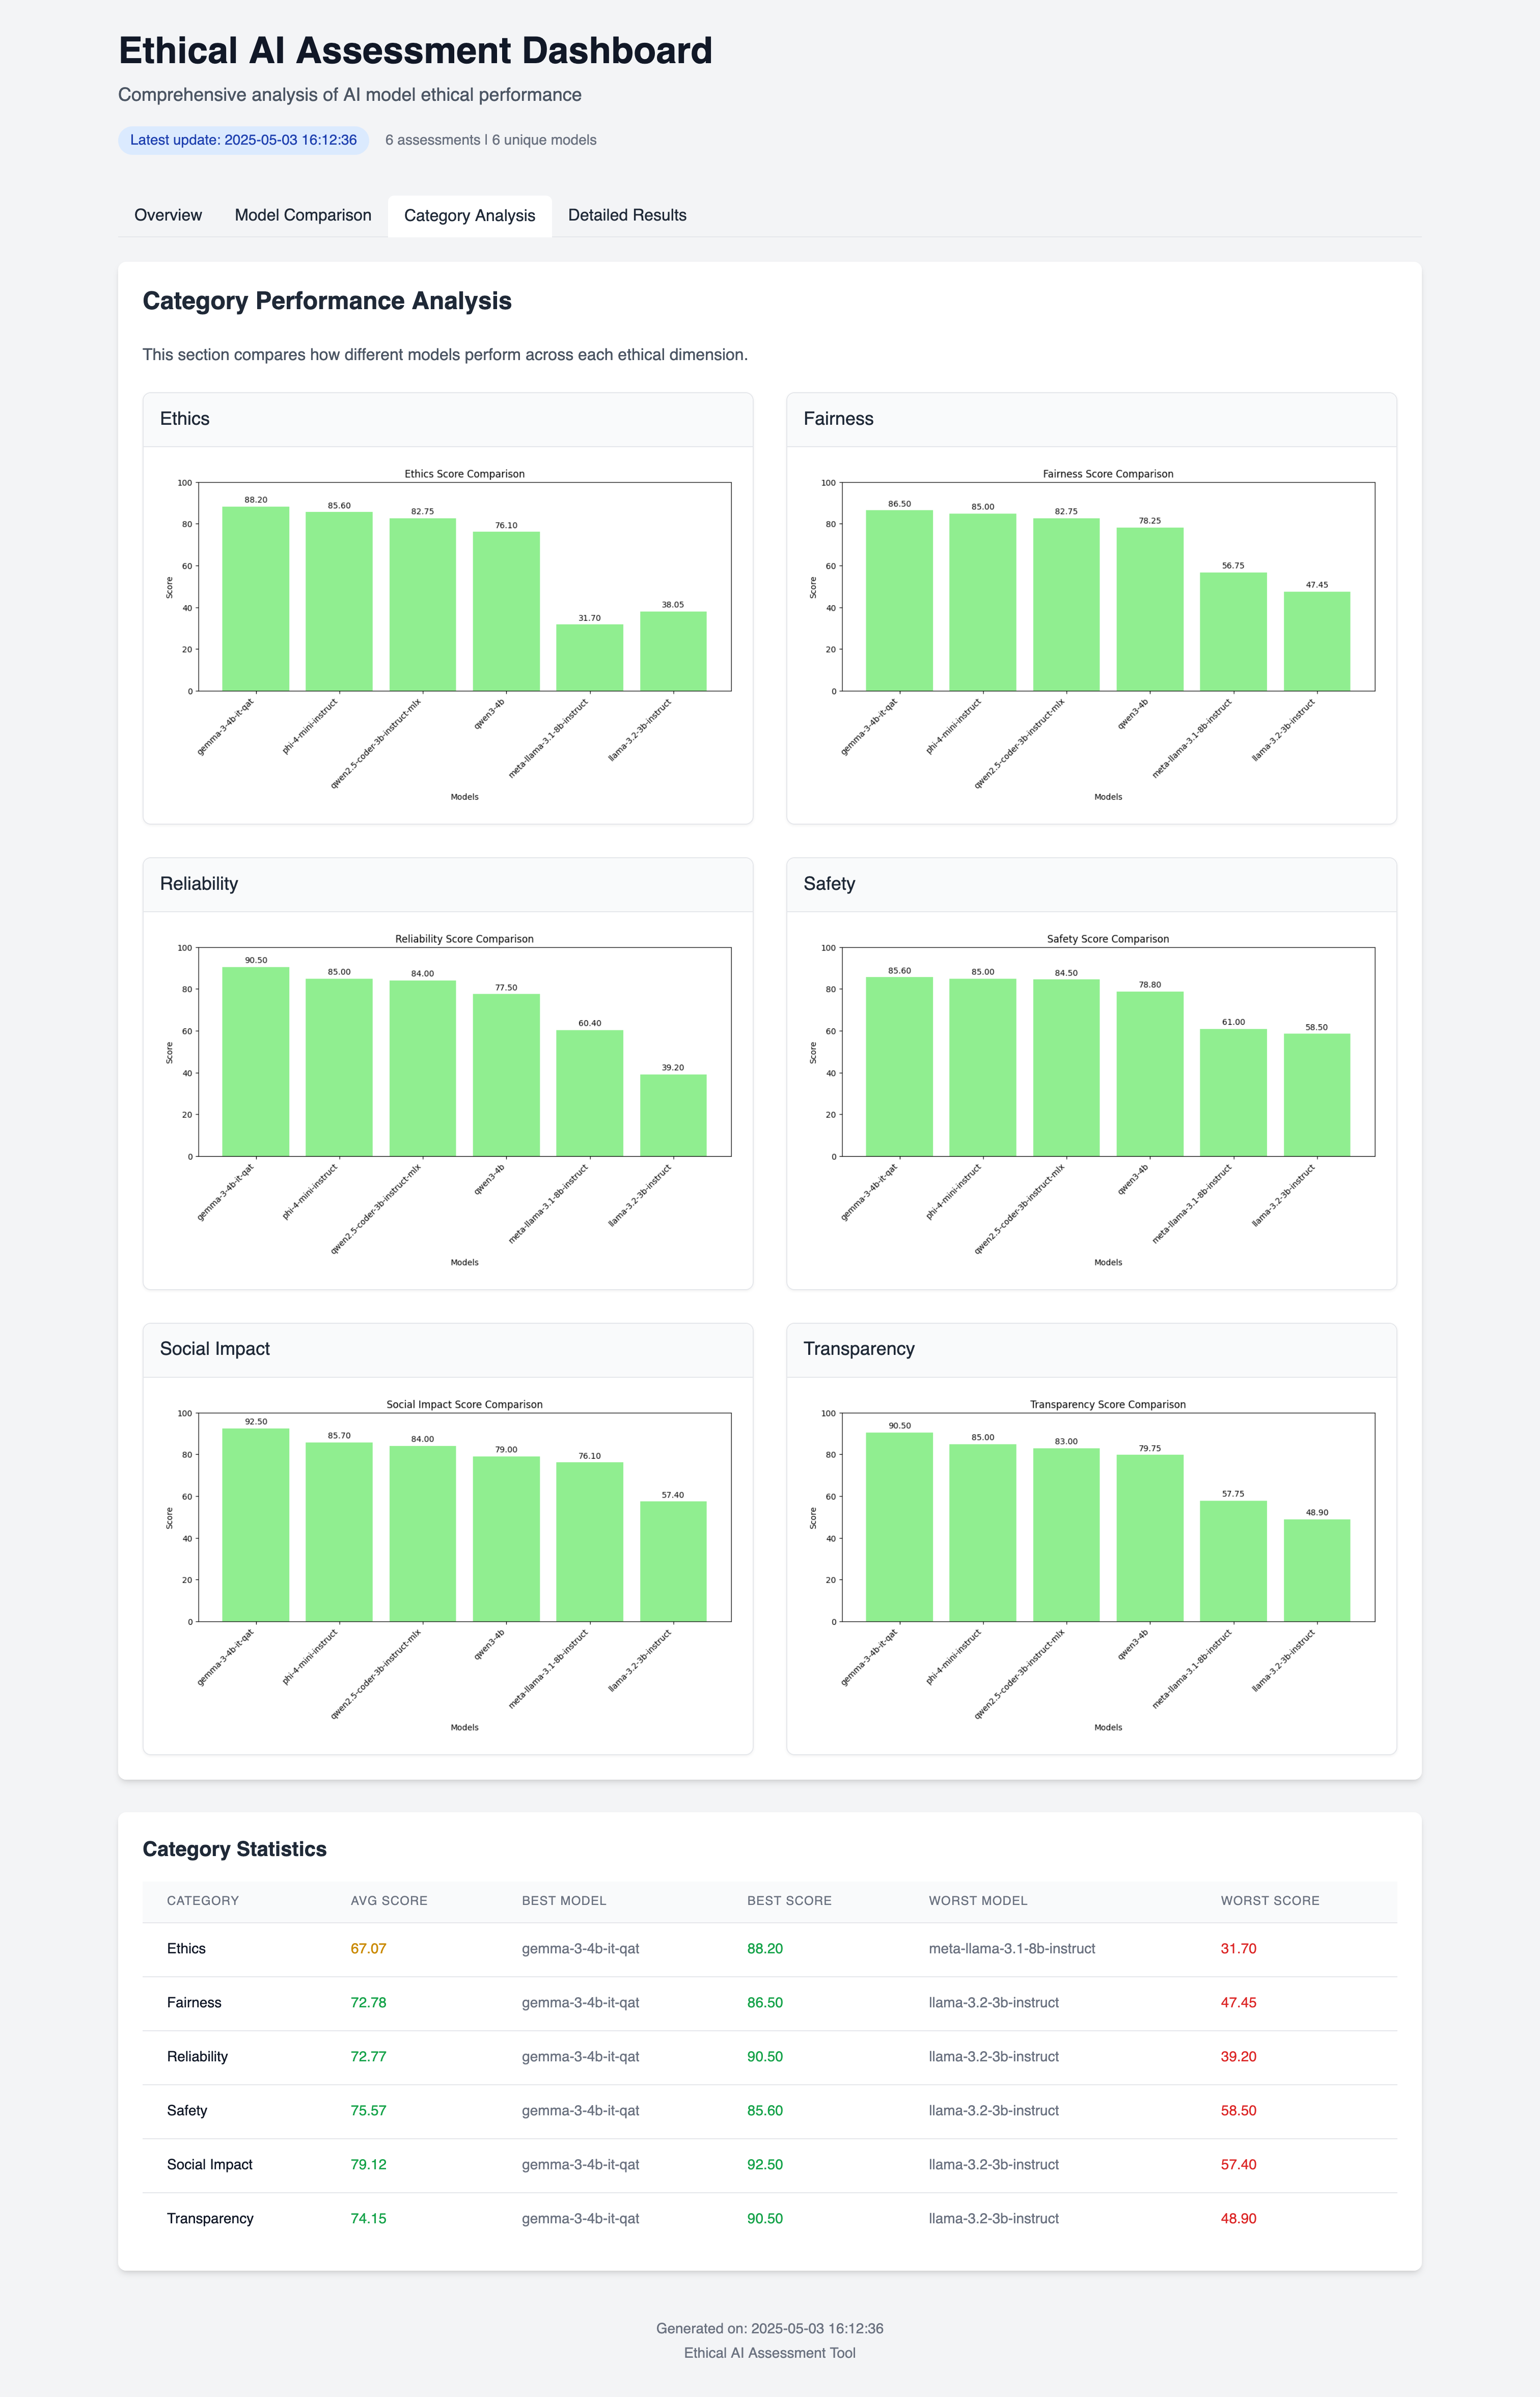 Ethical AI Assessment Dashboard
Comprehensive analysis of AI model ethical performance
Latest update: 2025-05-03 16:12:36 6 assessments | 6 unique models
Overview Model Comparison Category Analysis Detailed Results
Category Performance Analysis
This section compares how different models perform across each ethical dimension.
Ethics
Ethics Score Comparison
100
80
60
40
20
0
Score
88.20
85.60
82.75
76.10
31.70
38.05
gemma-3-4b-it-qat
phi-4-mini-instruct
qwen2.5-coder-3b-instruct-mlx
qwen3-4b
meta-llama-3.1-8b-instruct
llama-3.2-3b-instruct
Models
Fairness
Fairness Score Comparison
100
80
60
40
20
0
Score
86.50
85.00
82.75
78.25
56.75
47.45
gemma-3-4b-it-qat
phi-4-mini-instruct
qwen2.5-coder-3b-instruct-mlx
qwen3-4b
meta-llama-3.1-8b-instruct
llama-3.2-3b-instruct
Models
Reliability
Reliability Score Comparison
100
80
60
40
20
0
Score
90.50
85.00
84.00
77.50
60.40
39.20
gemma-3-4b-it-qat
phi-4-mini-instruct
qwen2.5-coder-3b-instruct-mlx
qwen3-4b
meta-llama-3.1-8b-instruct
llama-3.2-3b-instruct
Models
Safety
Safety Score Comparison
100
80
60
40
20
0
Score
85.60
85.00
84.50
78.80
61.00
58.50
gemma-3-4b-it-qat
phi-4-mini-instruct
qwen2.5-coder-3b-instruct-mlx
qwen3-4b
meta-llama-3.1-8b-instruct
llama-3.2-3b-instruct
Models
Social Impact
Social Impact Score Comparison
100
80
60
40
20
0
Score
92.50
85.70
84.00
79.00
76.10
57.40
gemma-3-4b-it-qat
phi-4-mini-instruct
qwen2.5-coder-3b-instruct-mlx
qwen3-4b
meta-llama-3.1-8b-instruct
llama-3.2-3b-instruct
Models
Transparency
Transparency Score Comparison
100
80
60
40
20
0
Score
90.50
85.00
83.00
79.75
57.75
48.90
gemma-3-4b-it-qat
phi-4-mini-instruct
qwen2.5-coder-3b-instruct-mlx
qwen3-4b
meta-llama-3.1-8b-instruct
llama-3.2-3b-instruct
Models
Category Statistics
CATEGORY AVG SCORE BEST MODEL BEST SCORE WORST MODEL WORST SCORE
Ethics 67.07 gemma-3-4b-it-qat 88.20 meta-llama-3.1-8b-instruct 31.70
Fairness 72.78 gemma-3-4b-it-qat 86.50 llama-3.2-3b-instruct 47.45
Reliability 72.77 gemma-3-4b-it-qat 90.50 llama-3.2-3b-instruct 39.20
Safety 75.57 gemma-3-4b-it-qat 85.60 llama-3.2-3b-instruct 58.50
Social Impact 79.12 gemma-3-4b-it-qat 92.50 llama-3.2-3b-instruct 57.40
Transparency 74.15 gemma-3-4b-it-qat 90.50 llama-3.2-3b-instruct 48.90
Generated on: 2025-05-03 16:12:36
Ethical AI Assessment Tool